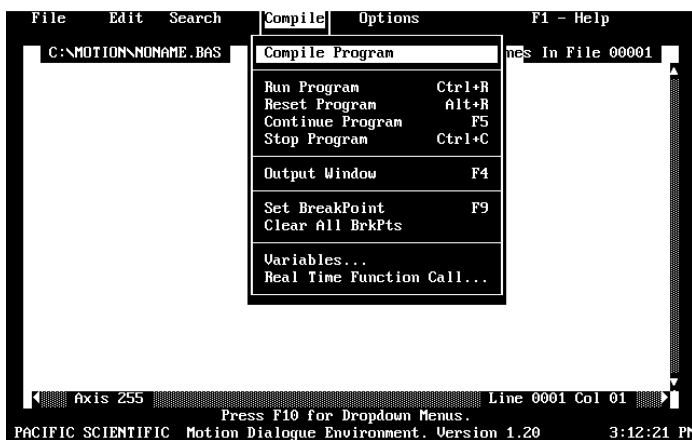 File Edit Search Compile Options F1 - Help
C:\MOTION\NONAME.BAS In File 00001
Compile Program
Run Program Ctrl+R
Reset Program Alt+R
Continue Program F5
Stop Program Ctrl+C
Output Window F4
Set BreakPoint F9
Clear All BrkPts
Variables...
Real Time Function Call...
Axis 255 Line 0001 Col 01
Press F10 for Dropdown Menus.
PACIFIC SCIENTIFIC Motion Dialogue Environment. Version 1.20 3:12:21